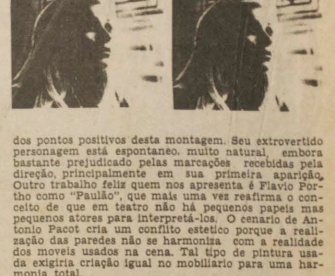 dos pontos positivos desta montagem. Seu extrovertido
personagem está espontaneo, muito natural, embora
bastante prejudicado pelas marcações recebidas pela
direção, principalmente em sua primeira aparição.
Outro trabalho feliz quem nos apresenta é Flavio Por-
tho como "Paulão", que mais uma vez reafirma o con-
ceito de que em teatro não há pequenos papeis mas
pequenos atores para interpretá-los. O cenario de An-
tonio Pacot cria um conflito estetico porque a reali-
zação das paredes não se harmoniza com a realidade
dos moveis usados na cena. Tal tipo de pintura usa-
da exigiria criação igual no mobiliario para uma har-
monia total.